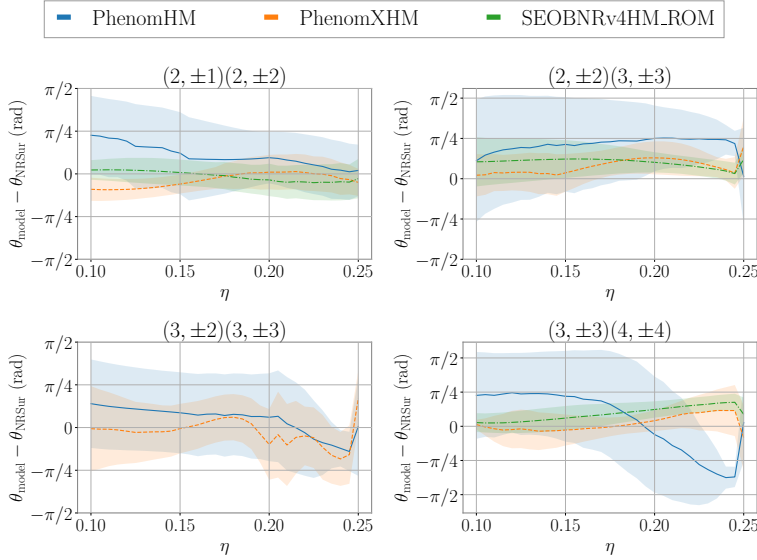 PhenomHM PhenomXHM SEOBNRv4HM_ROM
(2, ±1)(2, ±2)
π/2
π/4
0
−π/4
−π/2
θmodel − θNRSur (rad)
0.10 0.15 0.20 0.25
η
(2, ±2)(3, ±3)
π/2
π/4
0
−π/4
−π/2
θmodel − θNRSur (rad)
0.10 0.15 0.20 0.25
η
(3, ±2)(3, ±3)
π/2
π/4
0
−π/4
−π/2
θmodel − θNRSur (rad)
0.10 0.15 0.20 0.25
η
(3, ±3)(4, ±4)
π/2
π/4
0
−π/4
−π/2
θmodel − θNRSur (rad)
0.10 0.15 0.20 0.25
η